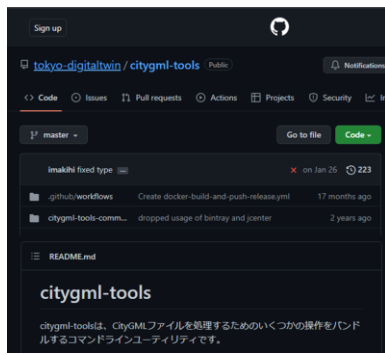 Sign up
tokyo-digitaltwin / citygml-tools Public
Notifications
Code Issues Pull requests Actions Projects Security
master
Go to file
Code
imakihi fixed type ... on Jan 26 223
.github/workflows Create docker-build-and-push-release.yml 17 months ago
citygml-tools-comm... dropped usage of bintray and jcenter 2 years ago
README.md
citygml-tools
citygml-toolsは、CityGMLファイルを処理するためのいくつかの操作をバンド
ルするコマンドラインユーティリティです。